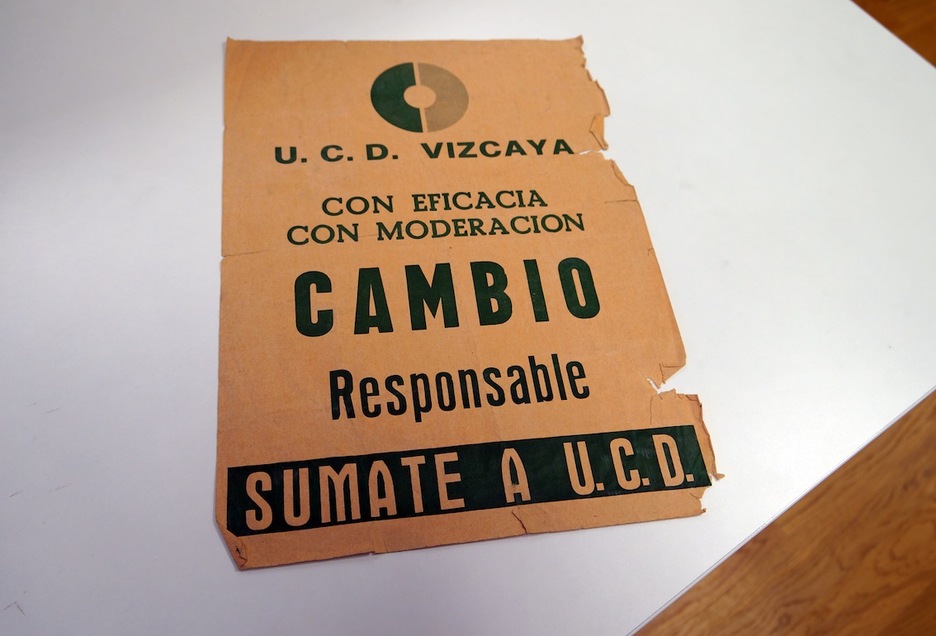 U. C. D. VIZCAYA
CON EFICACIA
CON MODERACION
CAMBIO
Responsable
SUMATE A U.C.D.